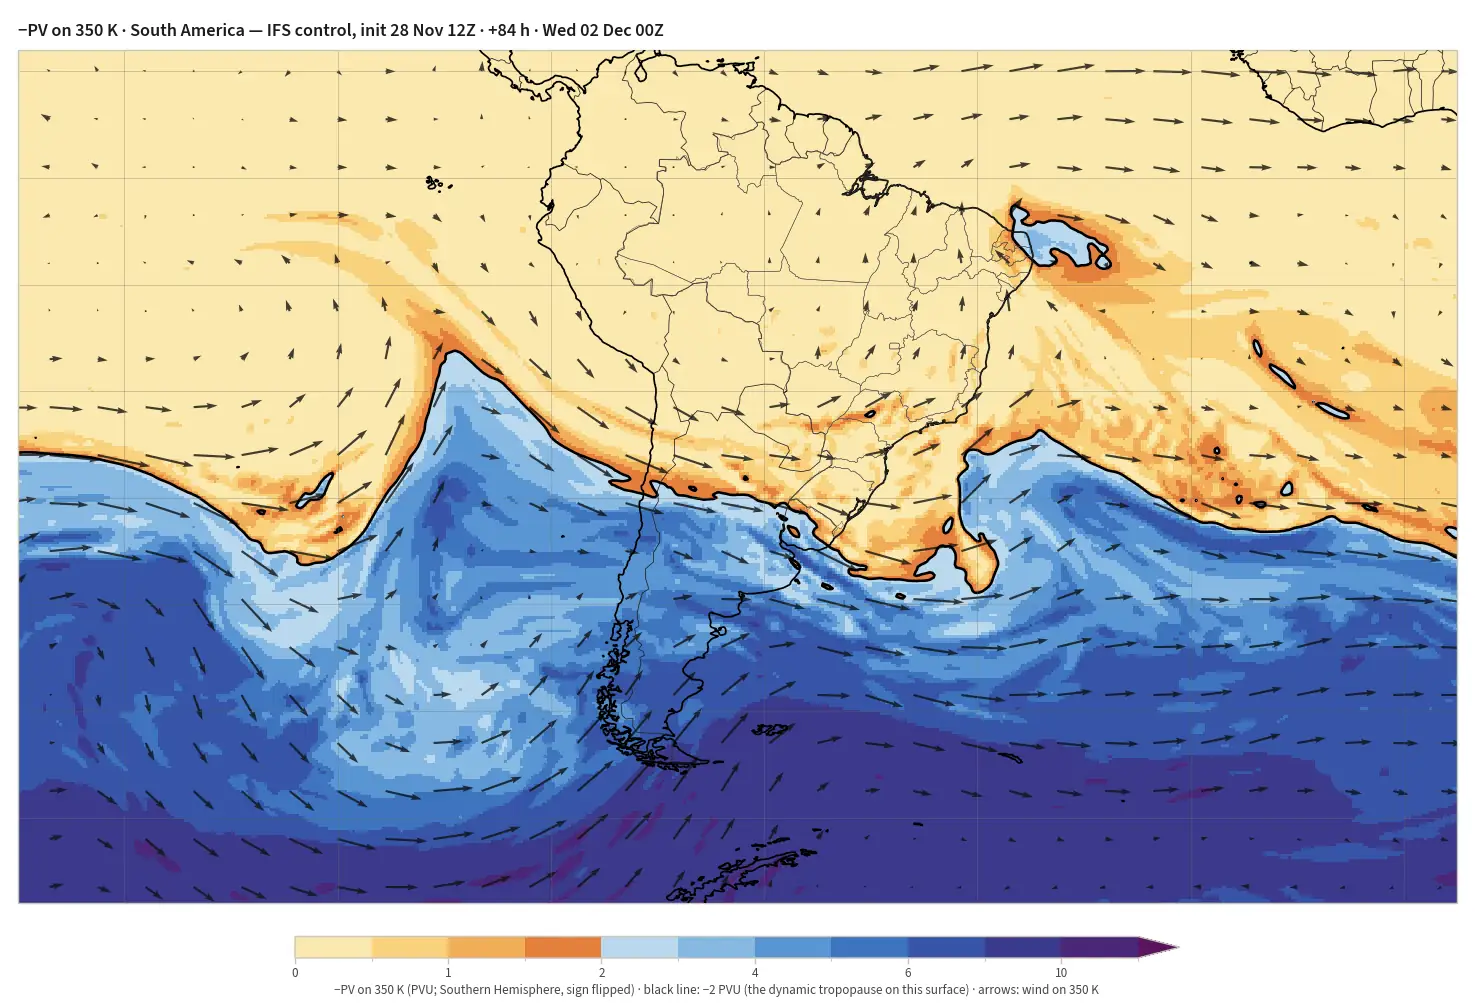 −PV on 350 K · South America — IFS control, init 28 Nov 12Z · +84 h · Wed 02 Dec 00Z
0 1 2 4 6 10
−PV on 350 K (PVU; Southern Hemisphere, sign flipped) · black line: −2 PVU (the dynamic tropopause on this surface) · arrows: wind on 350 K